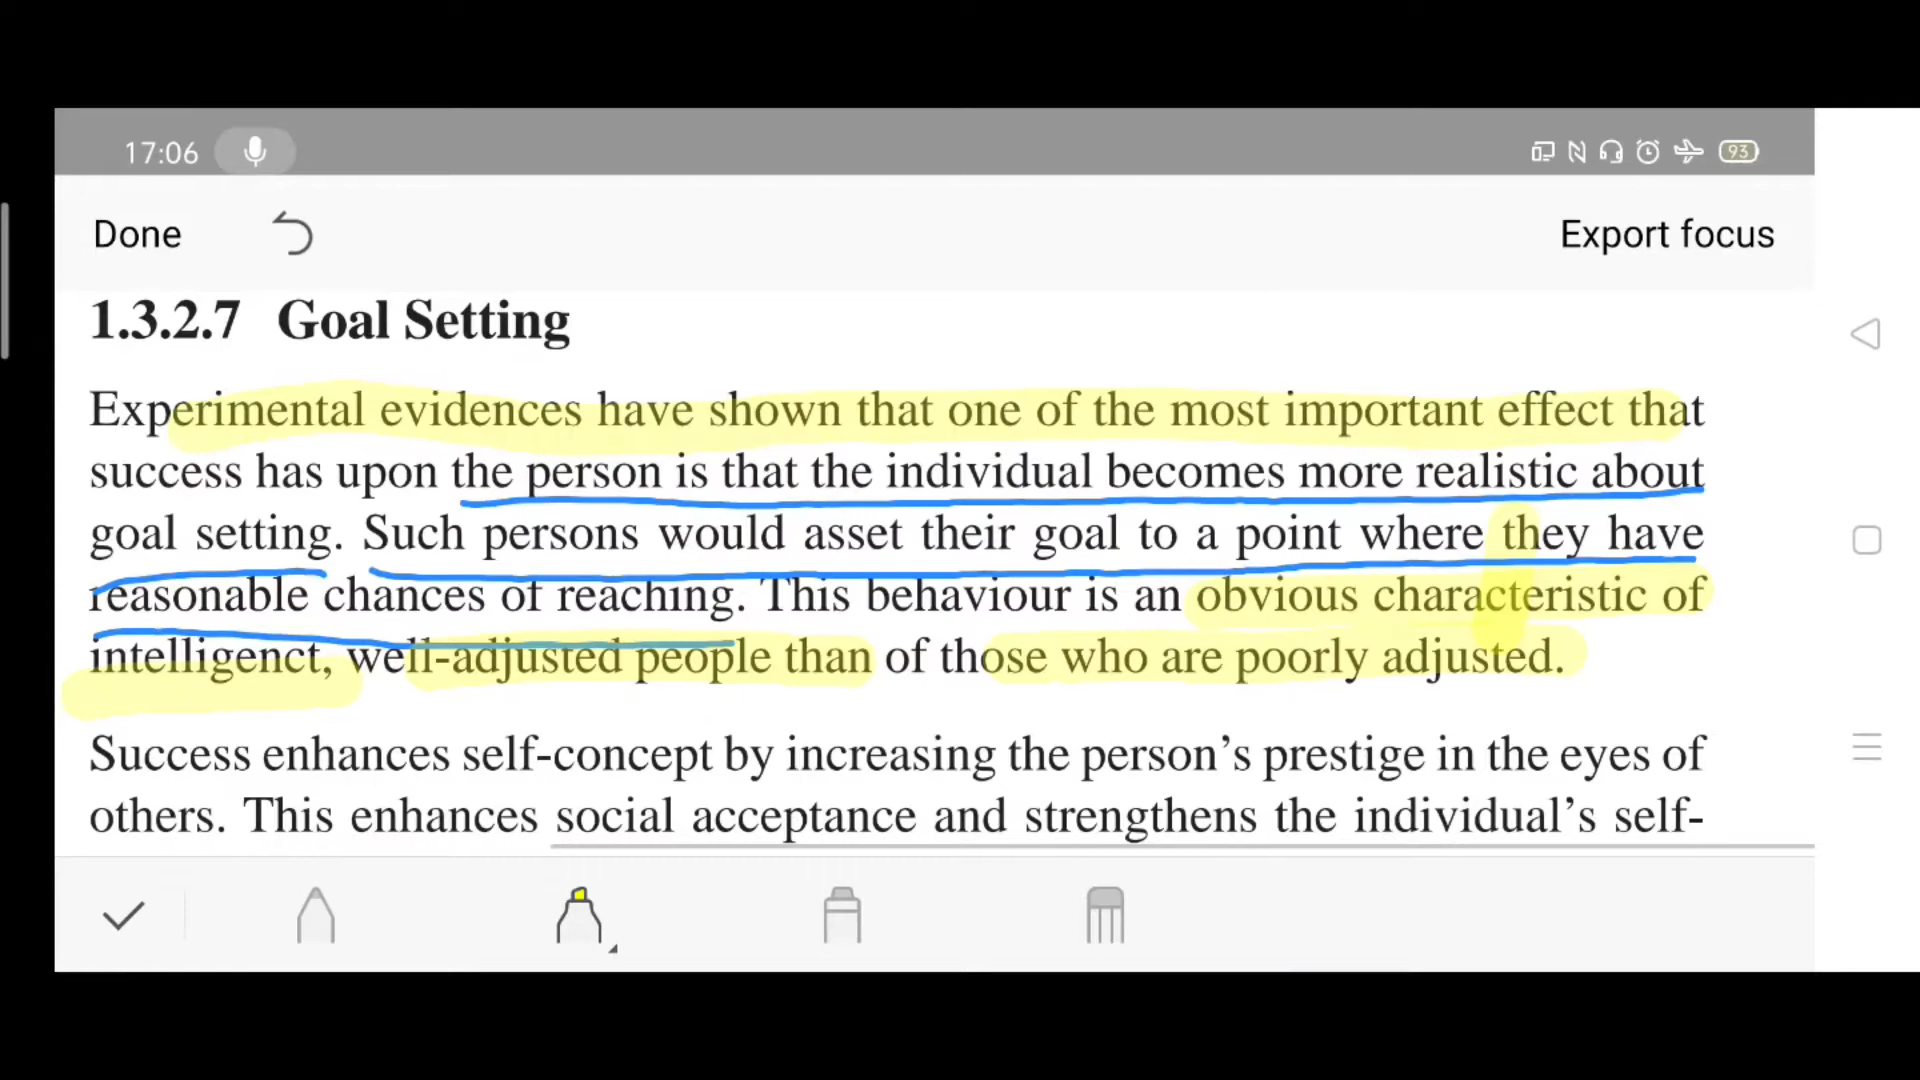 17:06
93
Done
Export focus
1.3.2.7 Goal Setting
Experimental evidences have shown that one of the most important effect that
success has upon the person is that the individual becomes more realistic about
goal setting. Such persons would asset their goal to a point where they have
reasonable chances of reaching. This behaviour is an obvious characteristic of
intelligenct, well-adjusted people than of those who are poorly adjusted.
Success enhances self-concept by increasing the person’s prestige in the eyes of
others. This enhances social acceptance and strengthens the individual’s self-